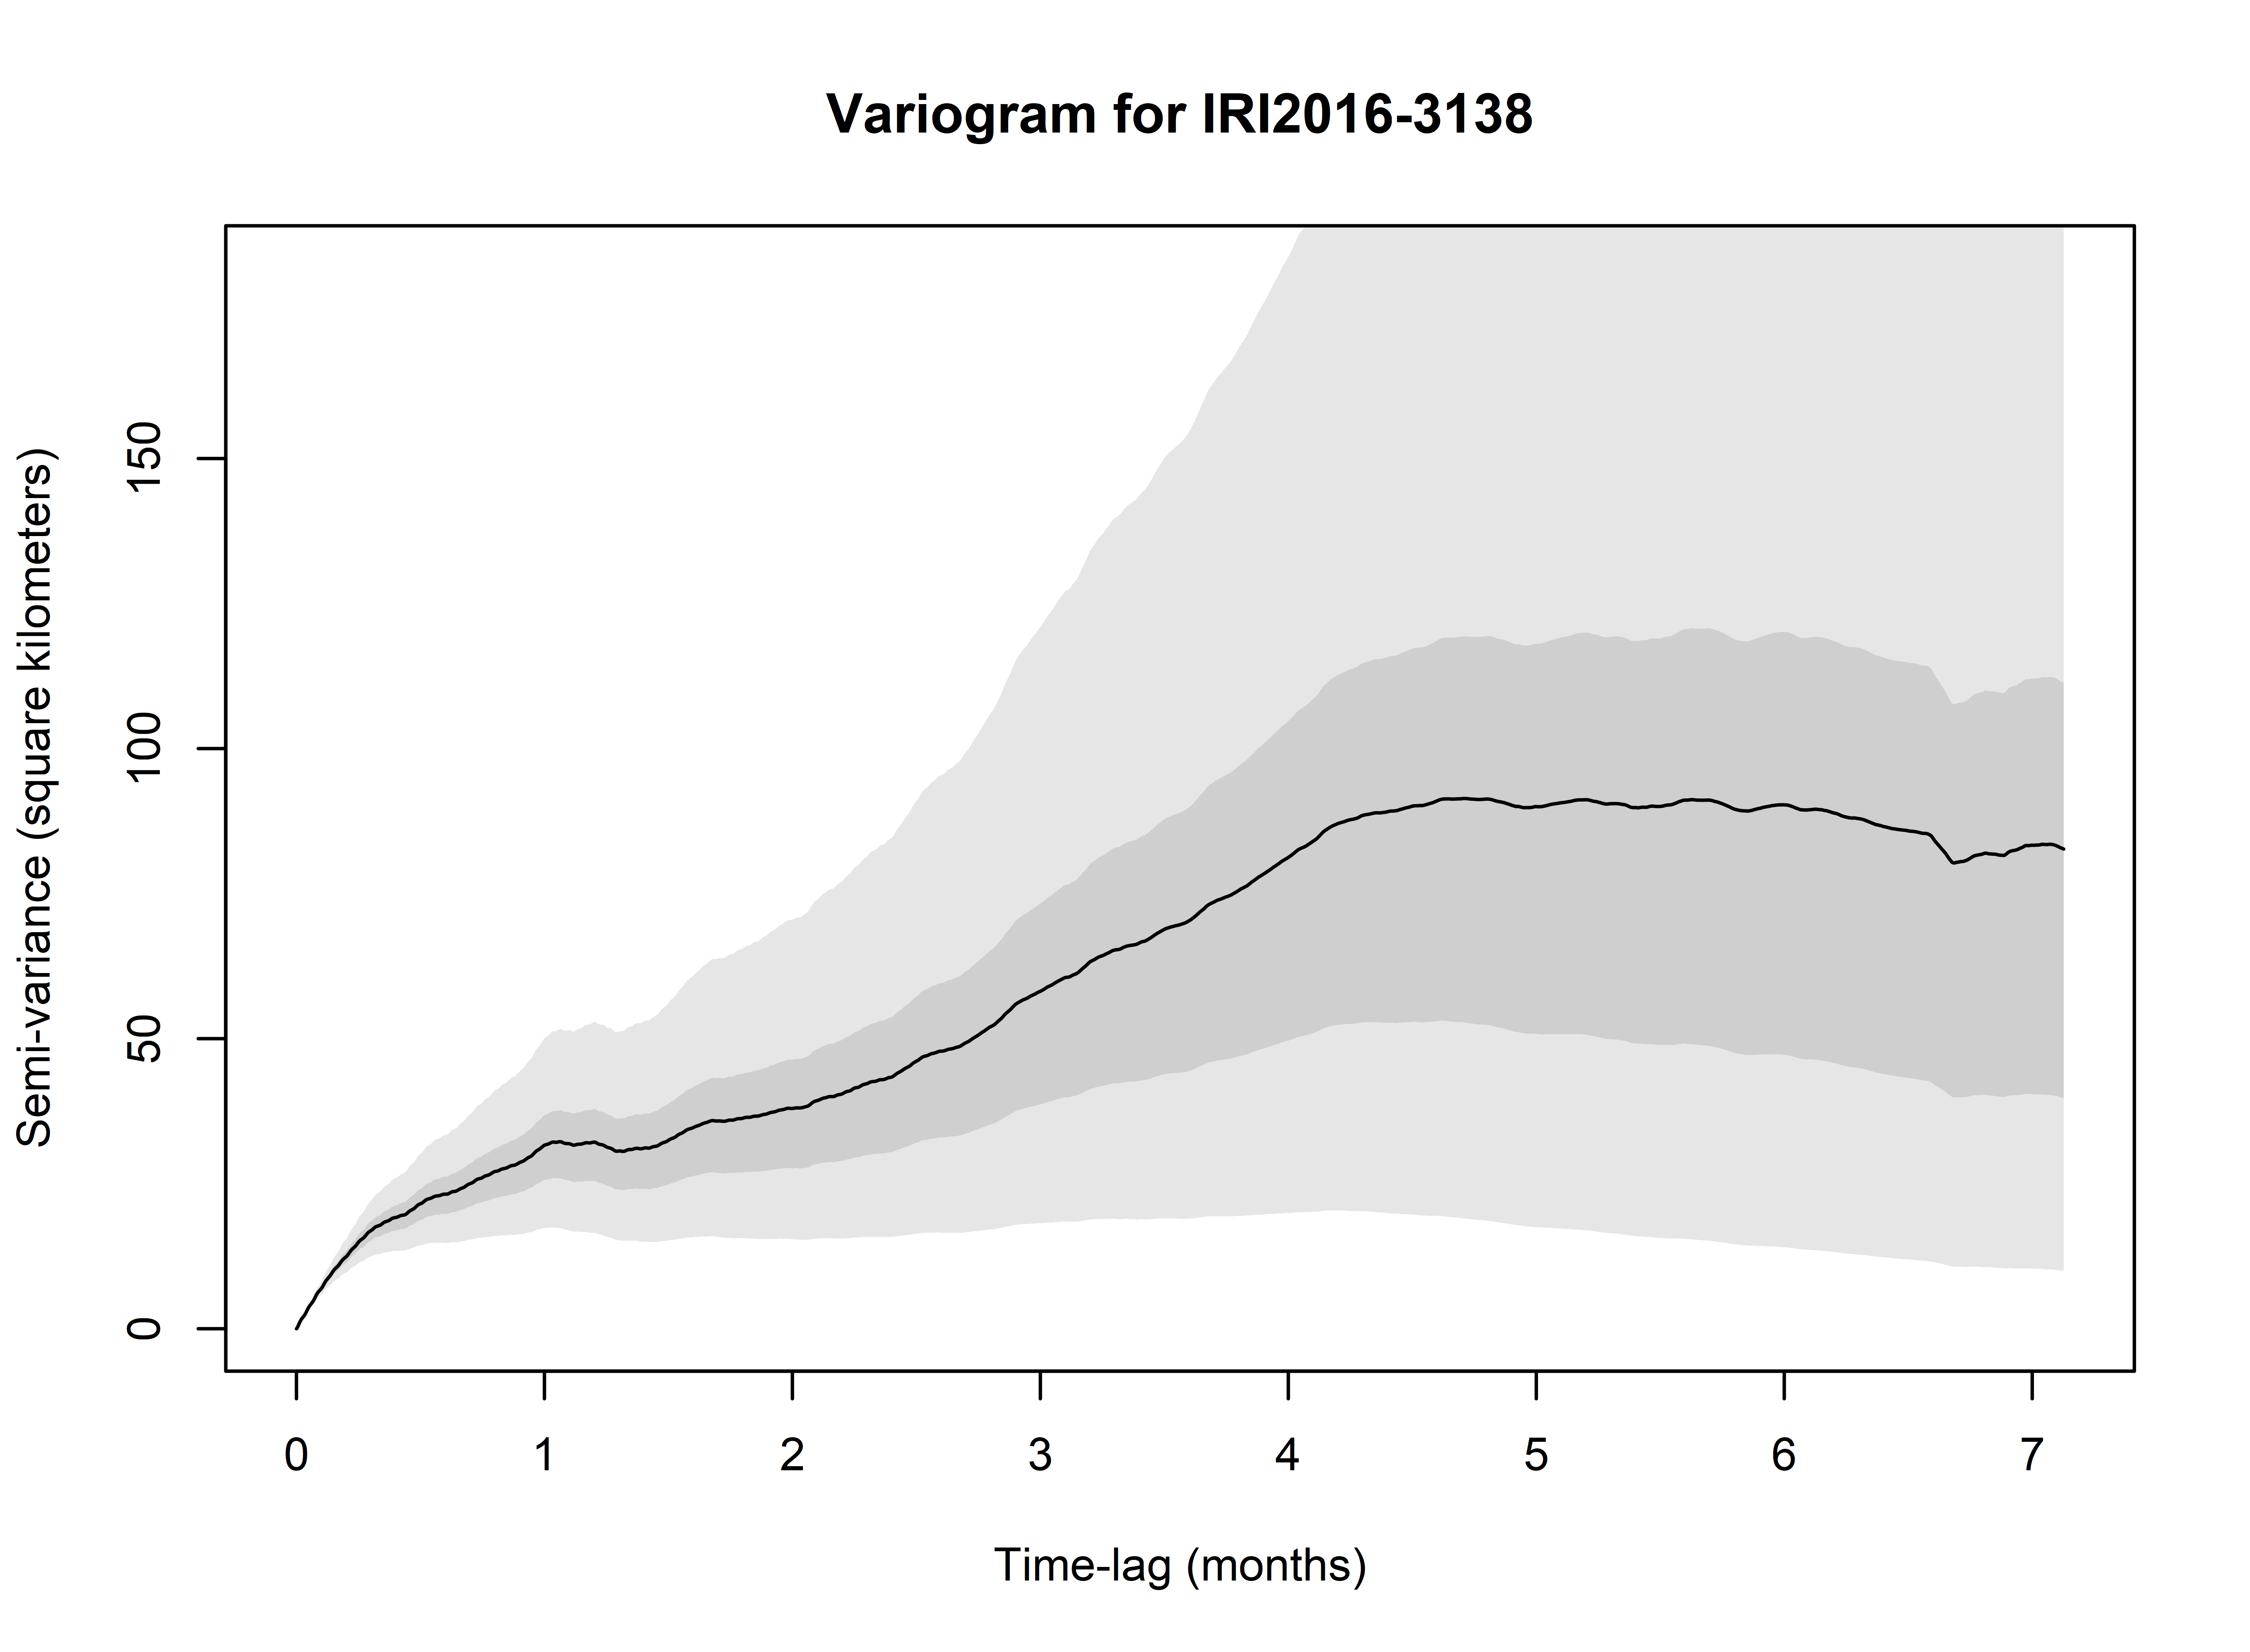 Variogram for IRI2016-3138
Semi-variance (square kilometers)
150
100
50
0
0 1 2 3 4 5 6 7
Time-lag (months)